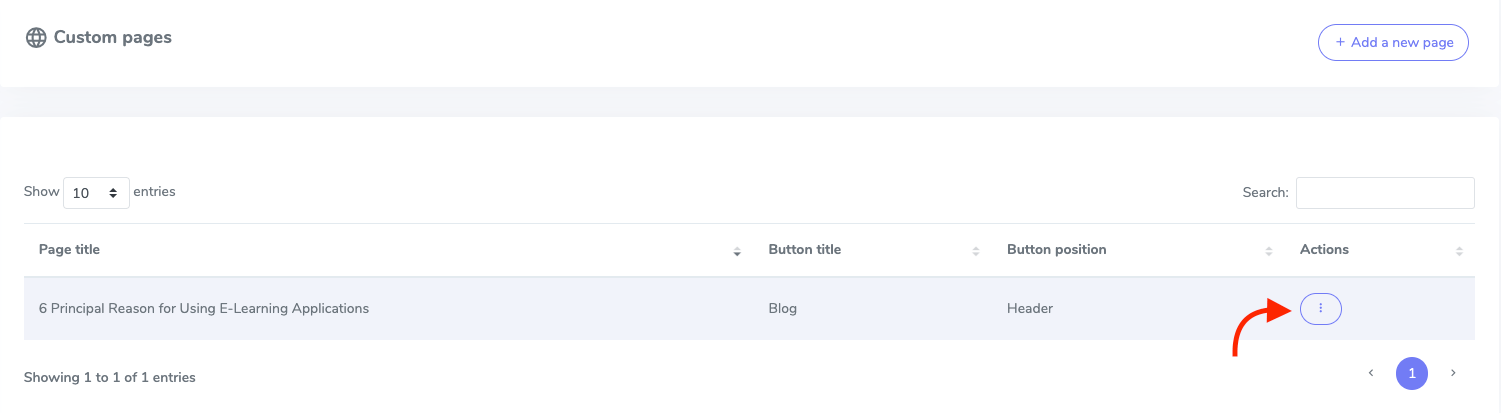 Custom pages
+ Add a new page
Show 10 entries
Search:
Page title Button title Button position Actions
6 Principal Reason for Using E-Learning Applications Blog Header
Showing 1 to 1 of 1 entries
‹ 1 ›